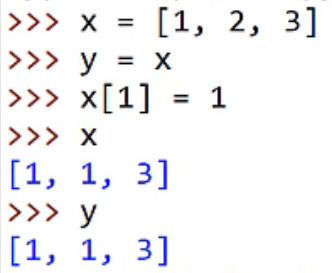 >>> x = [1, 2, 3]
>>> y = x
>>> x[1] = 1
>>> x
[1, 1, 3]
>>> y
[1, 1, 3]